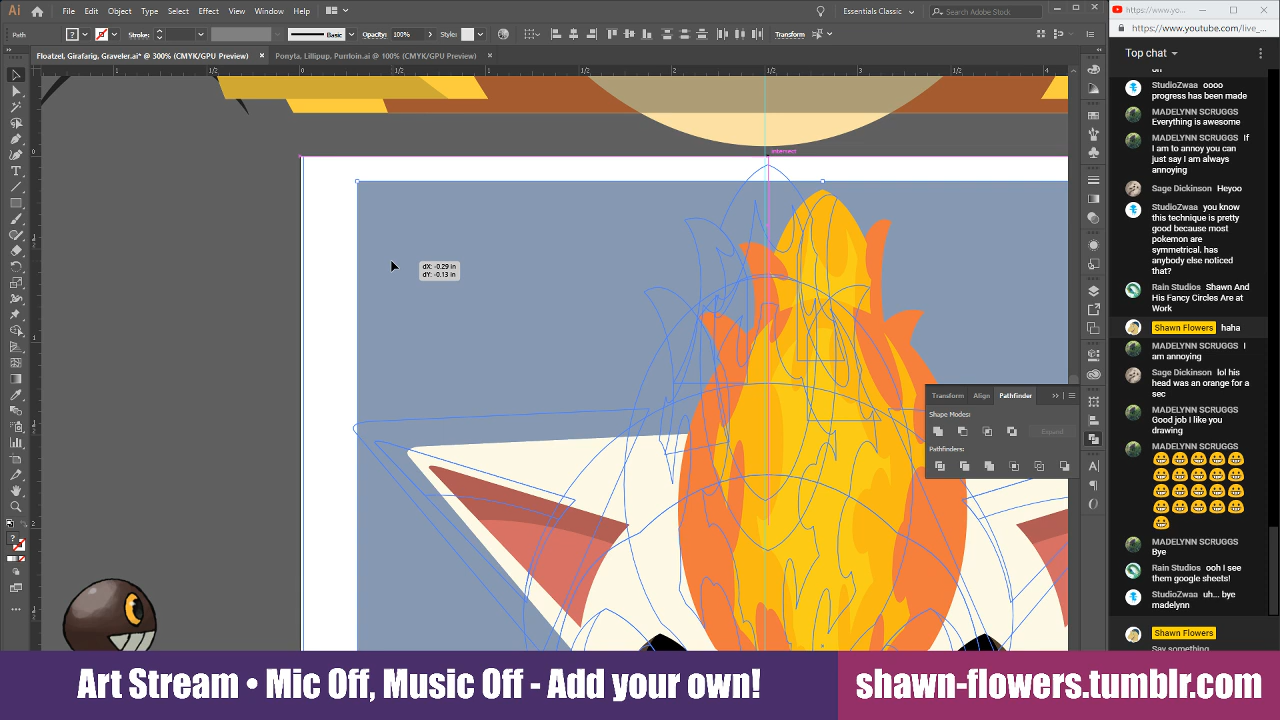 Ai
File Edit Object Type Select Effect View Window Help
Essentials Classic
Search Adobe Stock
Path
Stroke:
Basic
Opacity: 100%
Style:
Transform
Floatzel, Girafarig, Graveler.ai* @ 300% (CMYK/GPU Preview)
Ponyta, Lillipup, Purrloin.ai @ 100% (CMYK/GPU Preview)
intersect
dX: -0.29 in
dY: -0.13 in
Transform Align Pathfinder
Shape Modes:
Expand
Pathfinders:
https://www.youtube.com/live_...
Top chat
StudioZwaa oooo
progress has been made
MADELYNN SCRUGGS
Everything is awesome
MADELYNN SCRUGGS If
I am to annoy you can
just say I am always
annoying
Sage Dickinson Heyoo
StudioZwaa you know
this technique is pretty
good because most
pokemon are
symmetrical. has
anybody else noticed
that?
Rain Studios Shawn And
His Fancy Circles Are at
Work
Shawn Flowers haha
MADELYNN SCRUGGS I
am annoying
Sage Dickinson lol his
head was an orange for a
sec
MADELYNN SCRUGGS
Good job I like you
drawing
MADELYNN SCRUGGS
MADELYNN SCRUGGS
Bye
Rain Studios ooh I see
them google sheets!
StudioZwaa uh... bye
madelynn
Shawn Flowers
Say something...
Art Stream • Mic Off, Music Off - Add your own!
shawn-flowers.tumblr.com